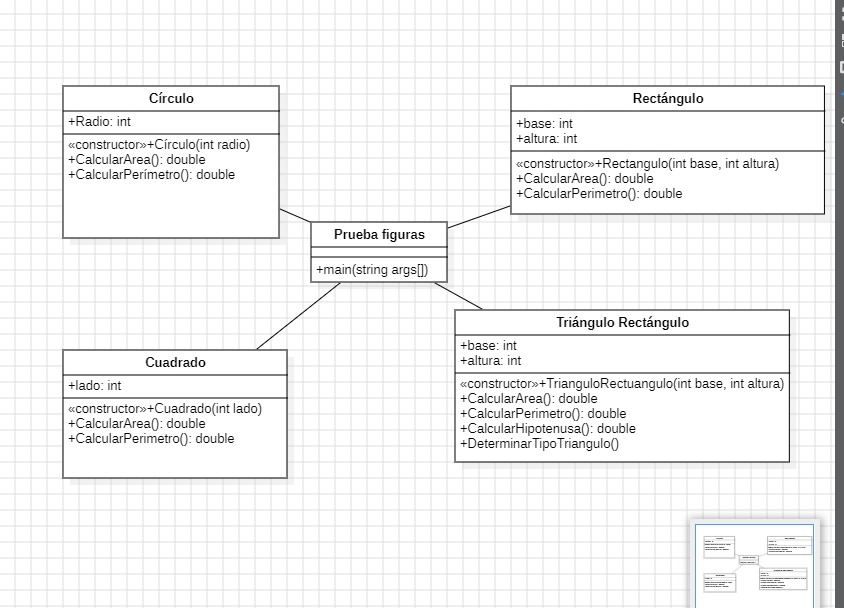 Círculo
+Radio: int
«constructor»+Círculo(int radio)
+CalcularArea(): double
+CalcularPerímetro(): double
Rectángulo
+base: int
+altura: int
«constructor»+Rectangulo(int base, int altura)
+CalcularArea(): double
+CalcularPerimetro(): double
Prueba figuras
+main(string args[])
Cuadrado
+lado: int
«constructor»+Cuadrado(int lado)
+CalcularArea(): double
+CalcularPerimetro(): double
Triángulo Rectángulo
+base: int
+altura: int
«constructor»+TrianguloRectuangulo(int base, int altura)
+CalcularArea(): double
+CalcularPerimetro(): double
+CalcularHipotenusa(): double
+DeterminarTipoTriangulo()